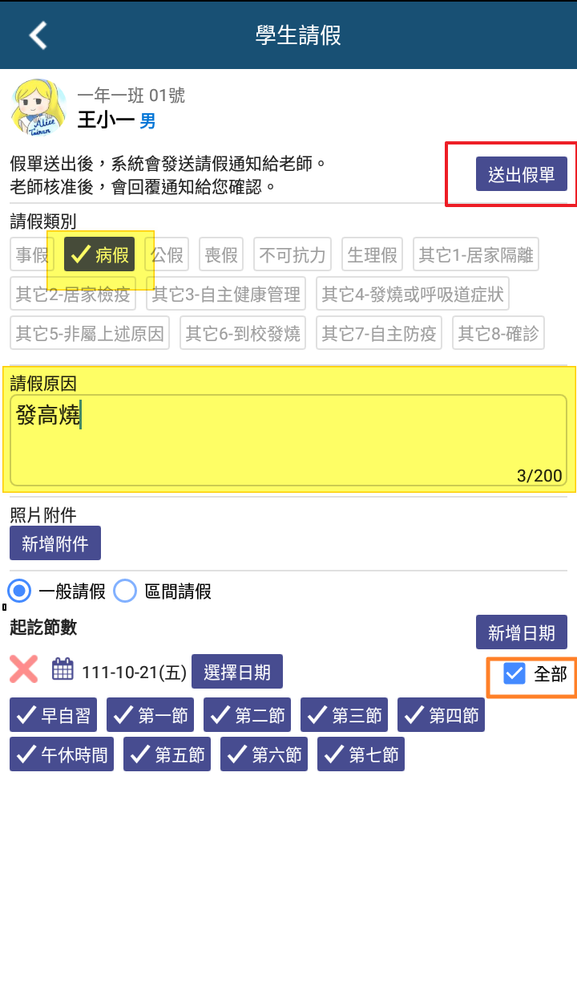 學生請假
一年一班 01號
王小一 男
Alice
Tainan
假單送出後，系統會發送請假通知給老師。
老師核准後，會回覆通知給您確認。
送出假單
請假類別
事假 病假 公假 喪假 不可抗力 生理假 其它1-居家隔離
其它2-居家檢疫 其它3-自主健康管理 其它4-發燒或呼吸道症狀
其它5-非屬上述原因 其它6-到校發燒 其它7-自主防疫 其它8-確診
請假原因
發高燒
3/200
照片附件
新增附件
一般請假 區間請假
起訖節數 新增日期
111-10-21(五) 選擇日期 全部
早自習 第一節 第二節 第三節 第四節
午休時間 第五節 第六節 第七節